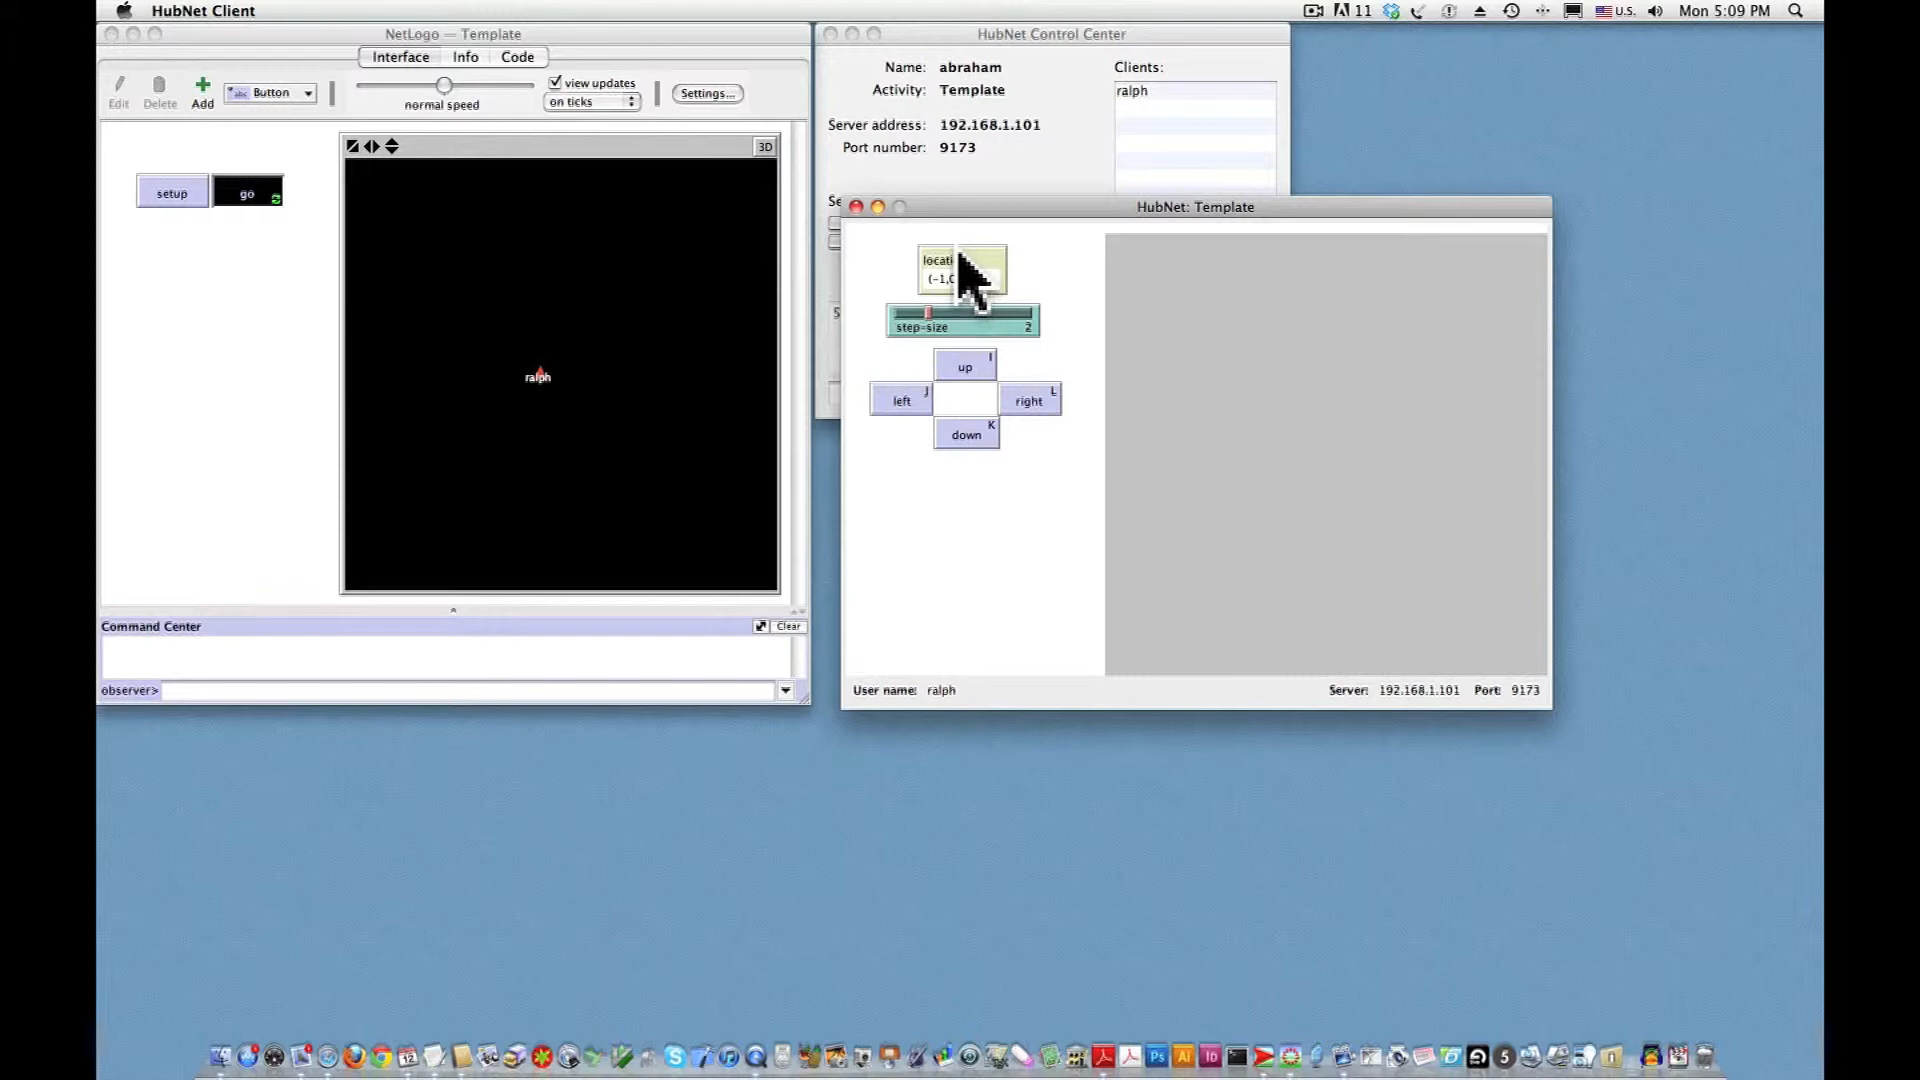 HubNet Client
11
U.S.
Mon 5:09 PM
NetLogo — Template
Interface Info Code
Edit Delete Add
abc Button
normal speed
view updates
on ticks
Settings...
3D
setup go
ralph
Command Center
Clear
observer>
HubNet Control Center
Name: abraham
Activity: Template
Server address: 192.168.1.101
Port number: 9173
Clients:
ralph
HubNet: Template
step-size 2
up I
left J
right L
down K
User name: ralph
Server: 192.168.1.101 Port: 9173